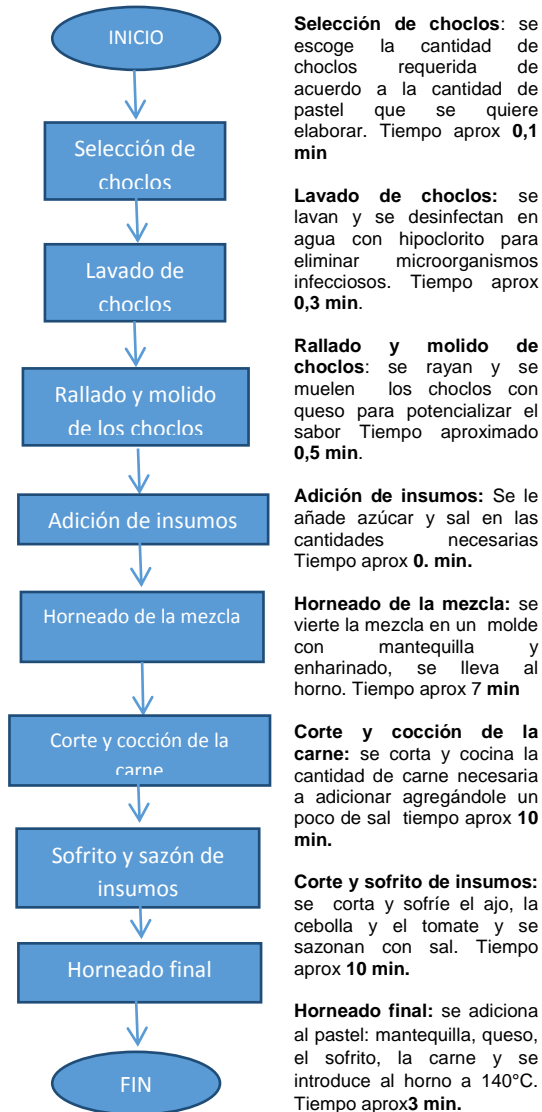 INICIO
Selección de
choclos
Lavado de
choclos
Rallado y molido
de los choclos
Adición de insumos
Horneado de la mezcla
Corte y cocción de la
carne
Sofrito y sazón de
insumos
Horneado final
FIN
Selección de choclos: se
escoge la cantidad de
choclos requerida de
acuerdo a la cantidad de
pastel que se quiere
elaborar. Tiempo aprox 0,1
min
Lavado de choclos: se
lavan y se desinfectan en
agua con hipoclorito para
eliminar microorganismos
infecciosos. Tiempo aprox
0,3 min.
Rallado y molido de
choclos: se rayan y se
muelen los choclos con
queso para potencializar el
sabor Tiempo aproximado
0,5 min.
Adición de insumos: Se le
añade azúcar y sal en las
cantidades necesarias
Tiempo aprox 0. min.
Horneado de la mezcla: se
vierte la mezcla en un molde
con mantequilla y
enharinado, se lleva al
horno. Tiempo aprox 7 min
Corte y cocción de la
carne: se corta y cocina la
cantidad de carne necesaria
a adicionar agregándole un
poco de sal tiempo aprox 10
min.
Corte y sofrito de insumos:
se corta y sofríe el ajo, la
cebolla y el tomate y se
sazonan con sal. Tiempo
aprox 10 min.
Horneado final: se adiciona
al pastel: mantequilla, queso,
el sofrito, la carne y se
introduce al horno a 140°C.
Tiempo aprox3 min.